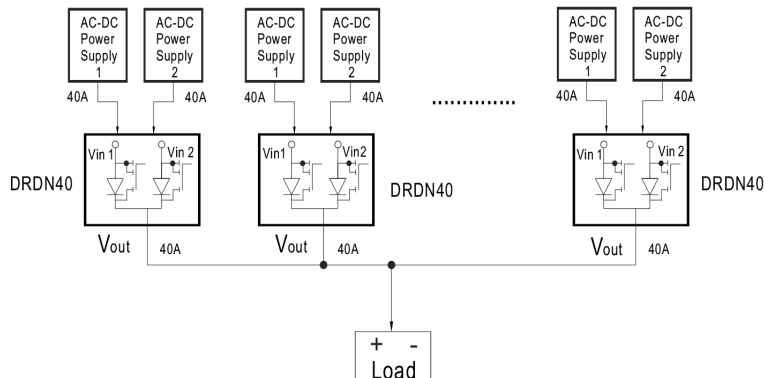 AC-DC
Power
Supply
1
AC-DC
Power
Supply
2
AC-DC
Power
Supply
1
AC-DC
Power
Supply
2
AC-DC
Power
Supply
1
AC-DC
Power
Supply
2
40A
40A
40A
40A
40A
40A
Vin 1
Vin 2
Vin1
Vin2
Vin 1
Vin 2
DRDN40
DRDN40
DRDN40
Vout
40A
Vout
40A
Vout
40A
+ -
Load